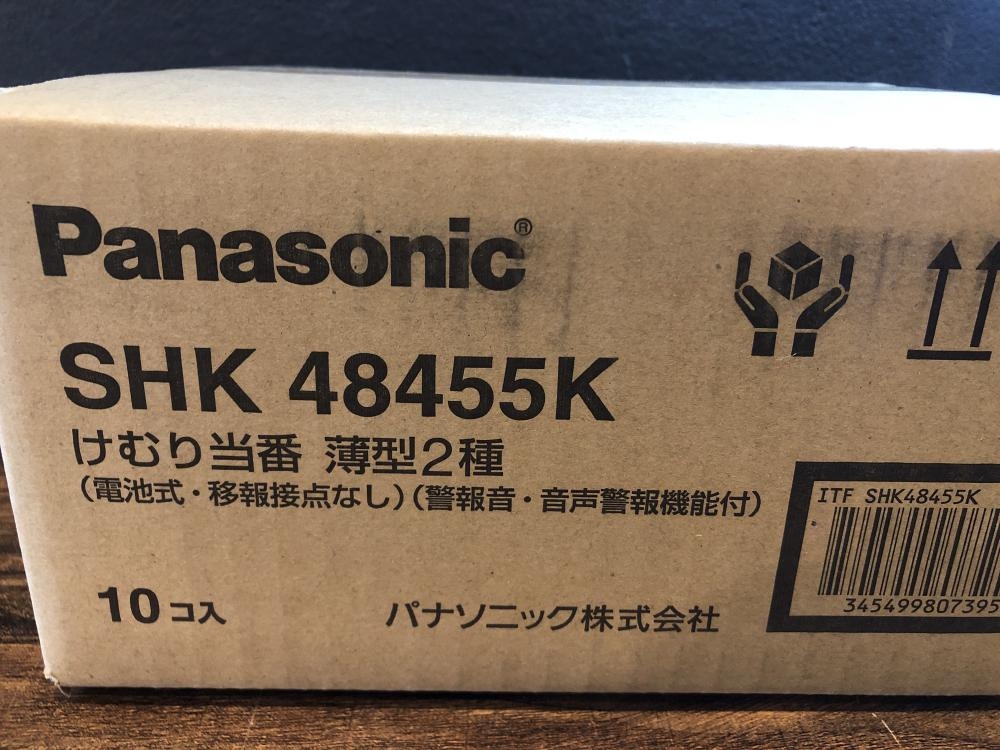 Panasonic®
SHK 48455K
けむり当番 薄型2種
(電池式・移報接点なし)(警報音・音声警報機能付)
ITF SHK48455K
345499807395
10コ入
パナソニック株式会社